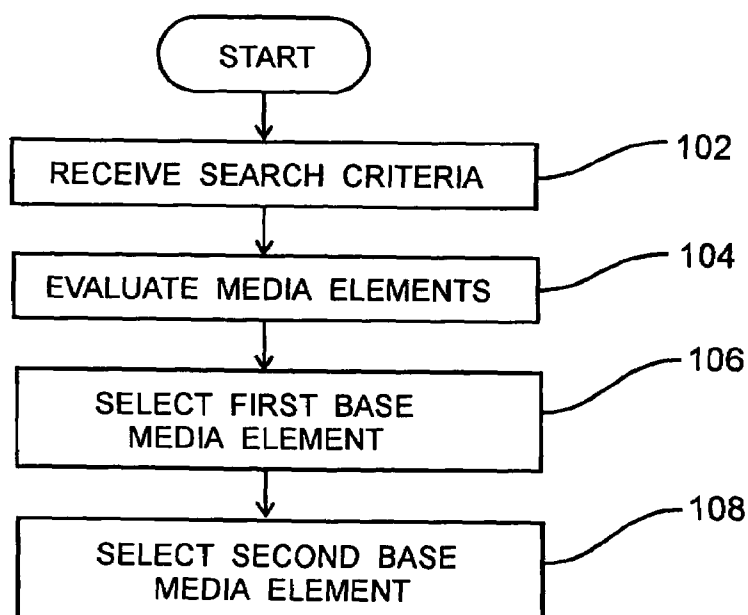 START
RECEIVE SEARCH CRITERIA
102
EVALUATE MEDIA ELEMENTS
104
SELECT FIRST BASE
MEDIA ELEMENT
106
SELECT SECOND BASE
MEDIA ELEMENT
108